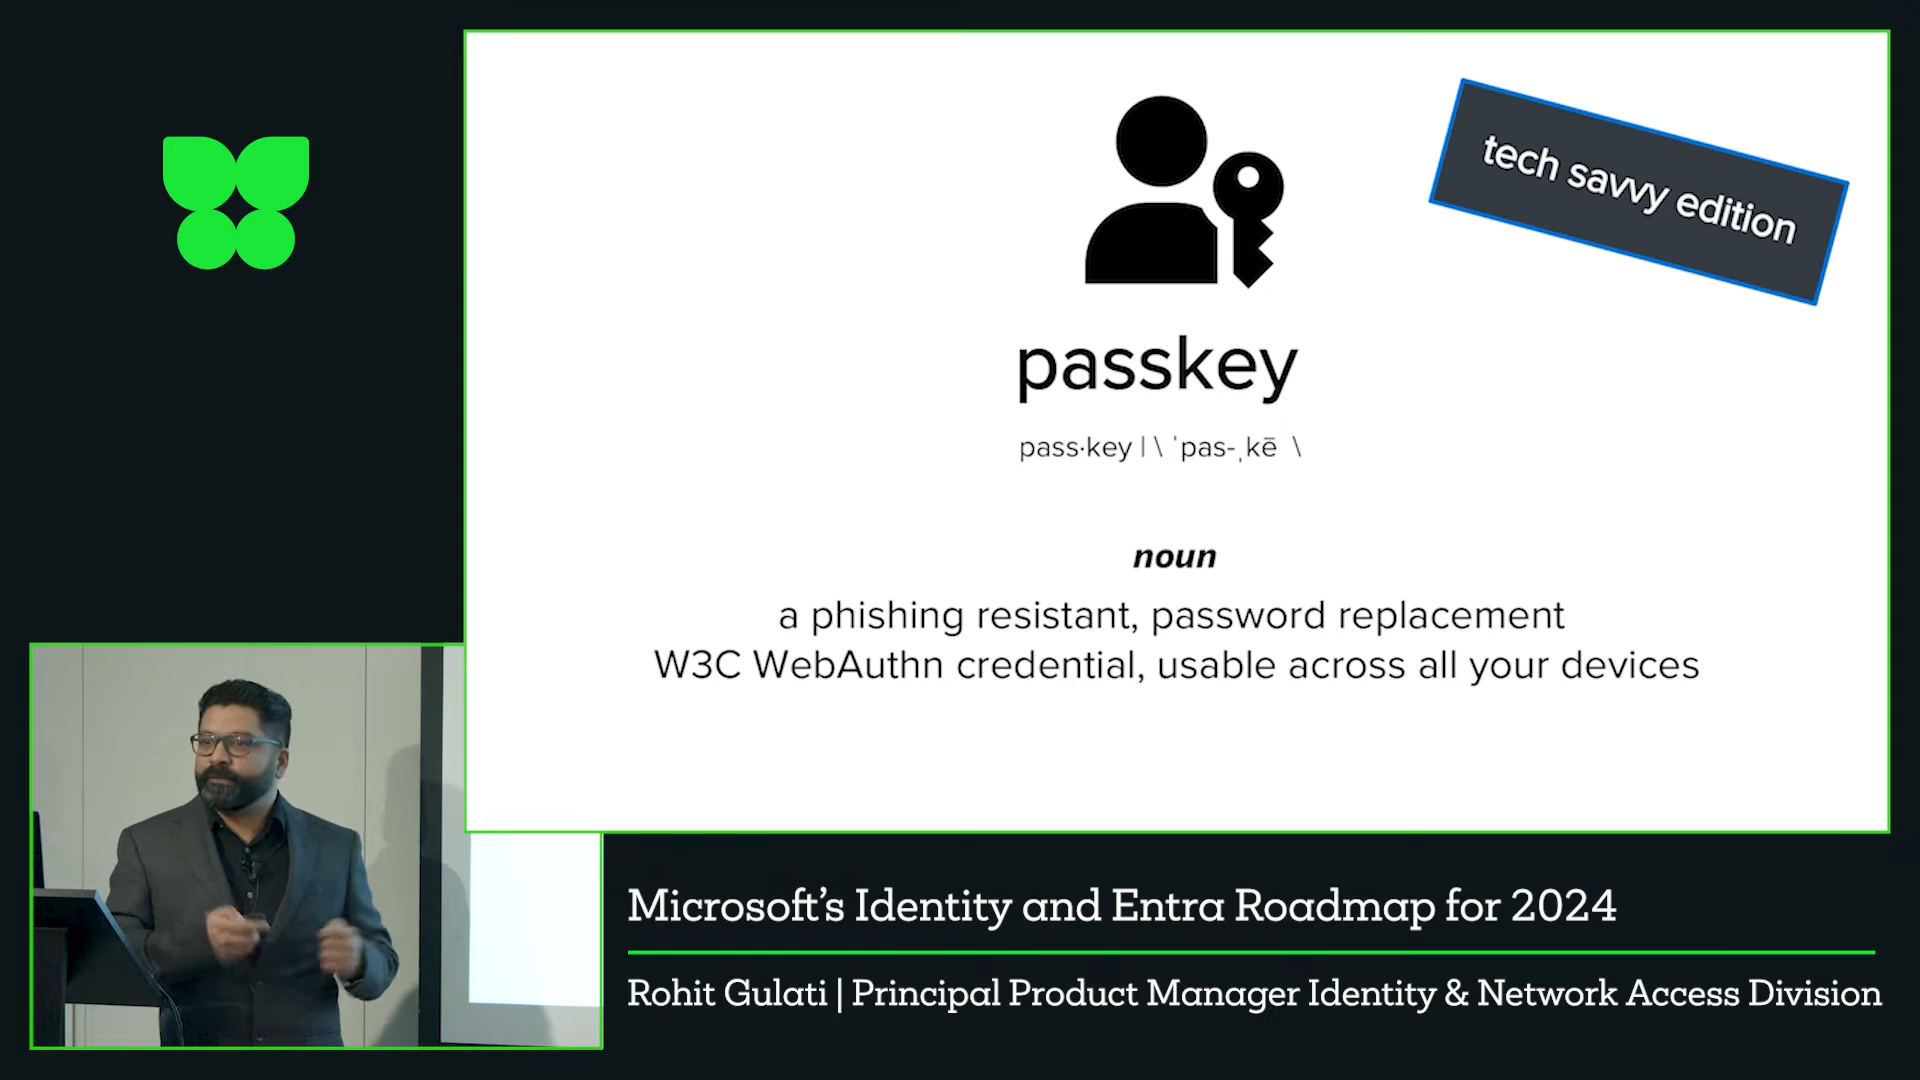 tech savvy edition
passkey
pass·key | \ ˈpas-ˌkē \
noun
a phishing resistant, password replacement
W3C WebAuthn credential, usable across all your devices
Microsoft’s Identity and Entra Roadmap for 2024
Rohit Gulati | Principal Product Manager Identity & Network Access Division